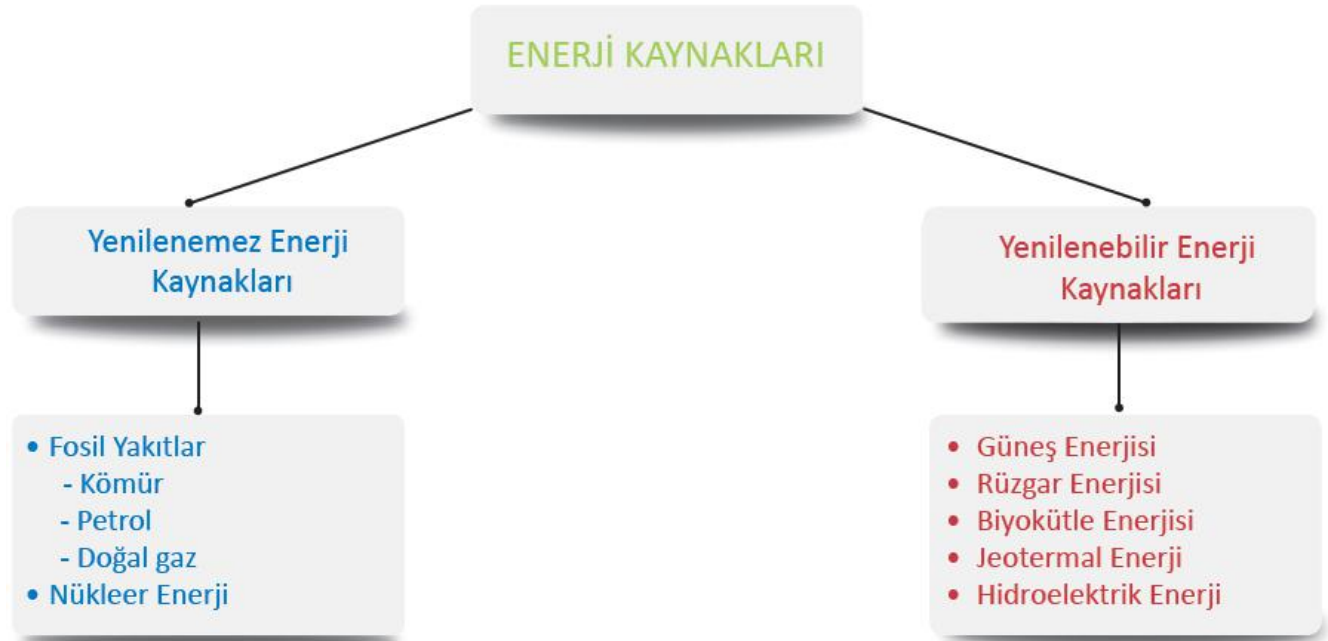 ENERJİ KAYNAKLARI
Yenilenemez Enerji
Kaynakları
• Fosil Yakıtlar
- Kömür
- Petrol
- Doğal gaz
• Nükleer Enerji
Yenilenebilir Enerji
Kaynakları
• Güneş Enerjisi
• Rüzgar Enerjisi
• Biyokütle Enerjisi
• Jeotermal Enerji
• Hidroelektrik Enerji